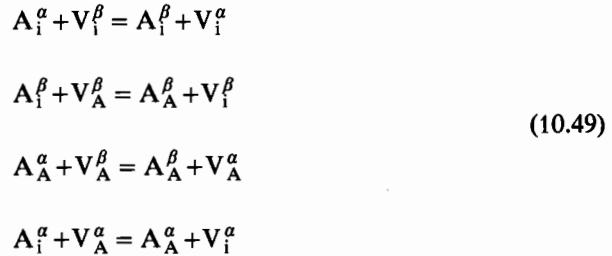 A_i^α + V_i^β = A_i^β + V_i^α
A_i^β + V_A^β = A_A^β + V_i^β
(10.49)
A_A^α + V_A^β = A_A^β + V_A^α
A_i^α + V_A^α = A_A^α + V_i^α